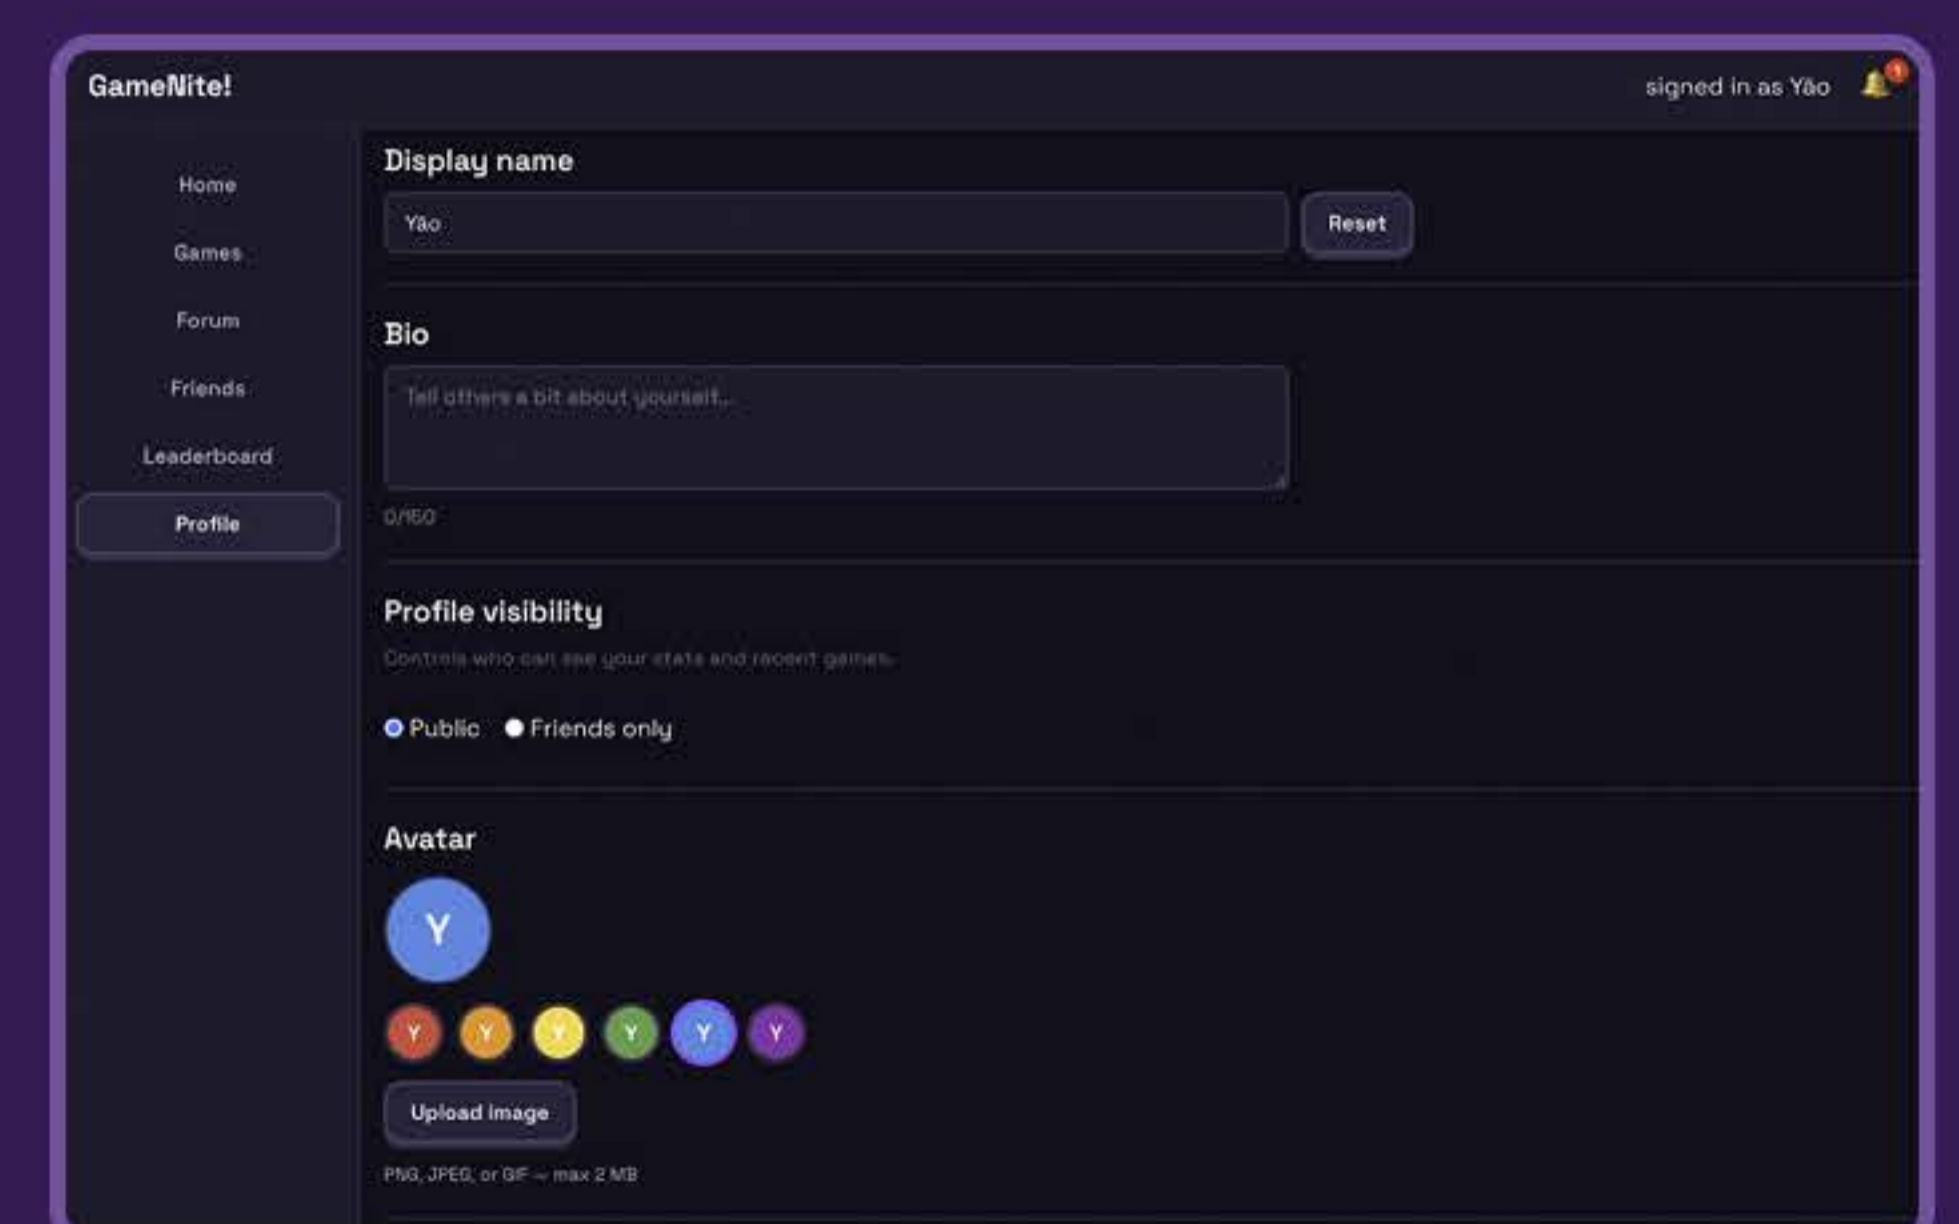 GameNite!
signed in as Yāo
1
Home
Games
Forum
Friends
Leaderboard
Profile
Display name
Yāo
Reset
Bio
Tell others a bit about yourself...
0/150
Profile visibility
Controls who can see your stats and recent games.
Public
Friends only
Avatar
Y
Y Y Y Y Y Y
Upload image
PNG, JPEG, or GIF — max 2 MB